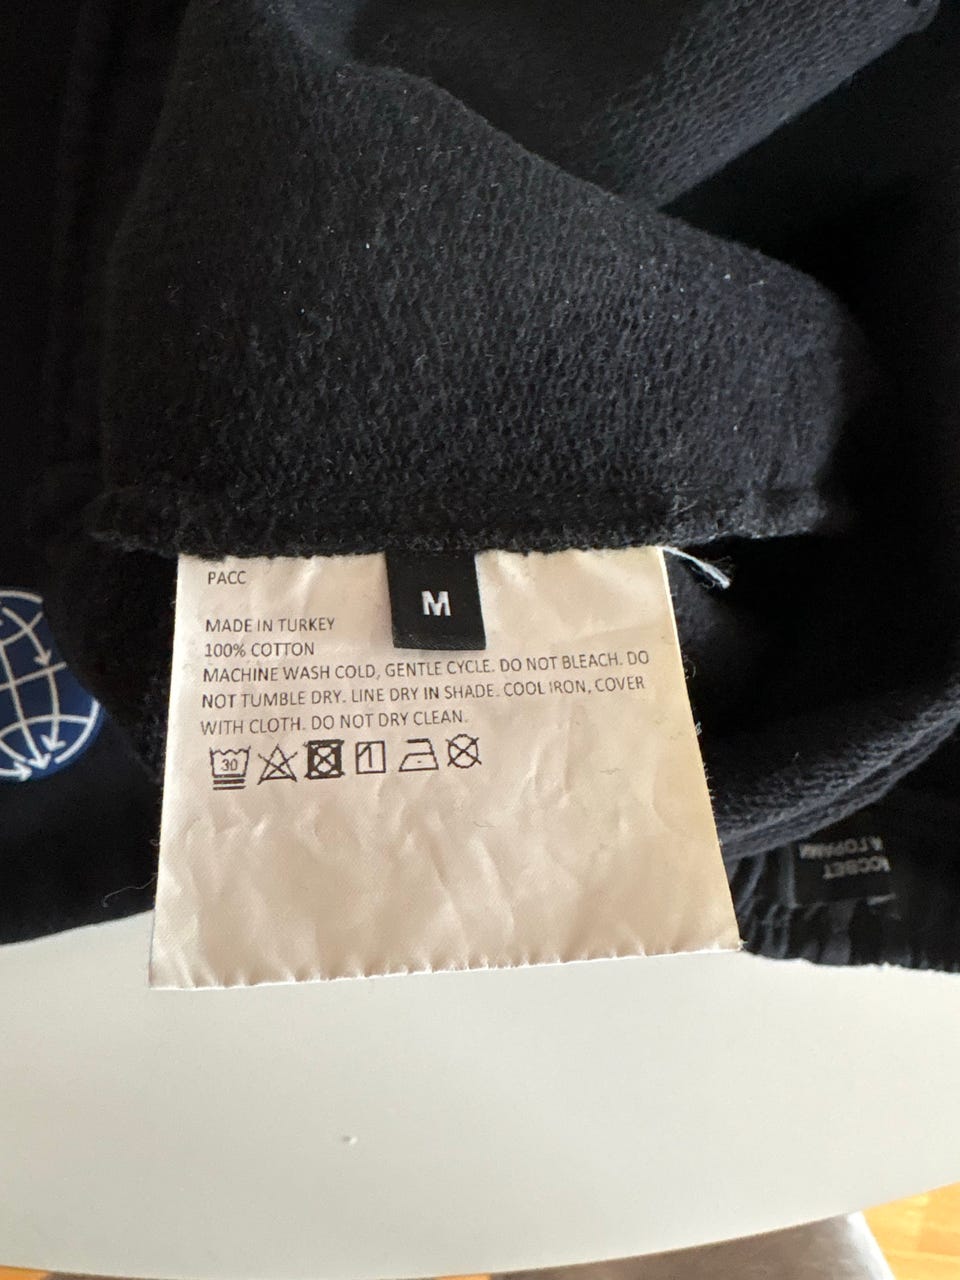 PACC
M
MADE IN TURKEY
100% COTTON
MACHINE WASH COLD, GENTLE CYCLE. DO NOT BLEACH. DO
NOT TUMBLE DRY. LINE DRY IN SHADE. COOL IRON, COVER
WITH CLOTH. DO NOT DRY CLEAN.
30